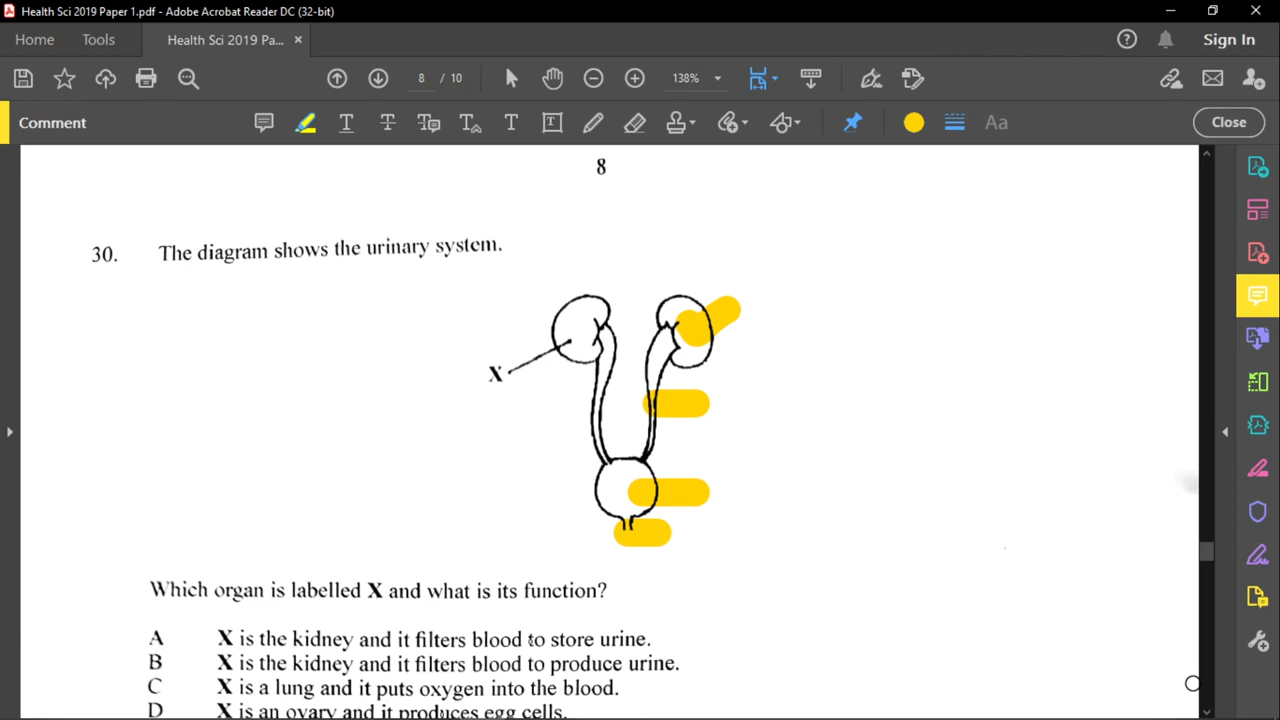 Health Sci 2019 Paper 1.pdf - Adobe Acrobat Reader DC (32-bit)
Home Tools Health Sci 2019 Pa... × Sign In
8 / 10 138%
Comment Aa Close
8
30. The diagram shows the urinary system.
X
Which organ is labelled X and what is its function?
A X is the kidney and it filters blood to store urine.
B X is the kidney and it filters blood to produce urine.
C X is a lung and it puts oxygen into the blood.
D X is an ovary and it produces egg cells.